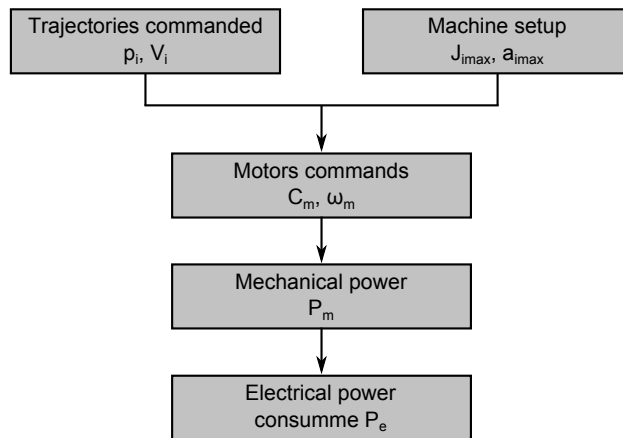 Trajectories commanded
pᵢ, Vᵢ
Machine setup
Jᵢₘₐₓ, aᵢₘₐₓ
Motors commands
Cₘ, ωₘ
Mechanical power
Pₘ
Electrical power
consumme Pₑ